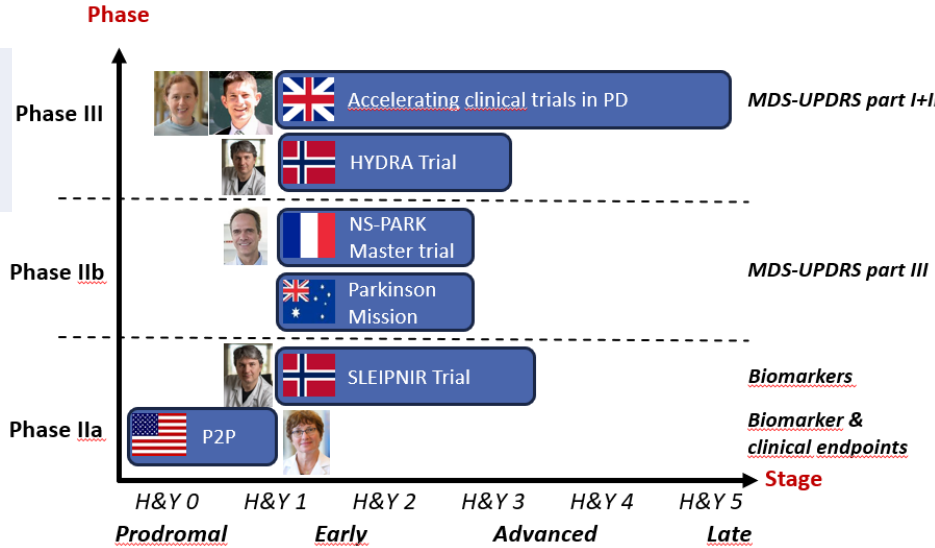 Phase
Phase III
Accelerating clinical trials in PD
MDS-UPDRS part I+I
HYDRA Trial
NS-PARK
Master trial
Phase IIb
MDS-UPDRS part III
Parkinson
Mission
SLEIPNIR Trial
Biomarkers
Phase IIa
P2P
Biomarker &
clinical endpoints
Stage
H&Y 0 H&Y 1 H&Y 2 H&Y 3 H&Y 4 H&Y 5
Prodromal Early Advanced Late